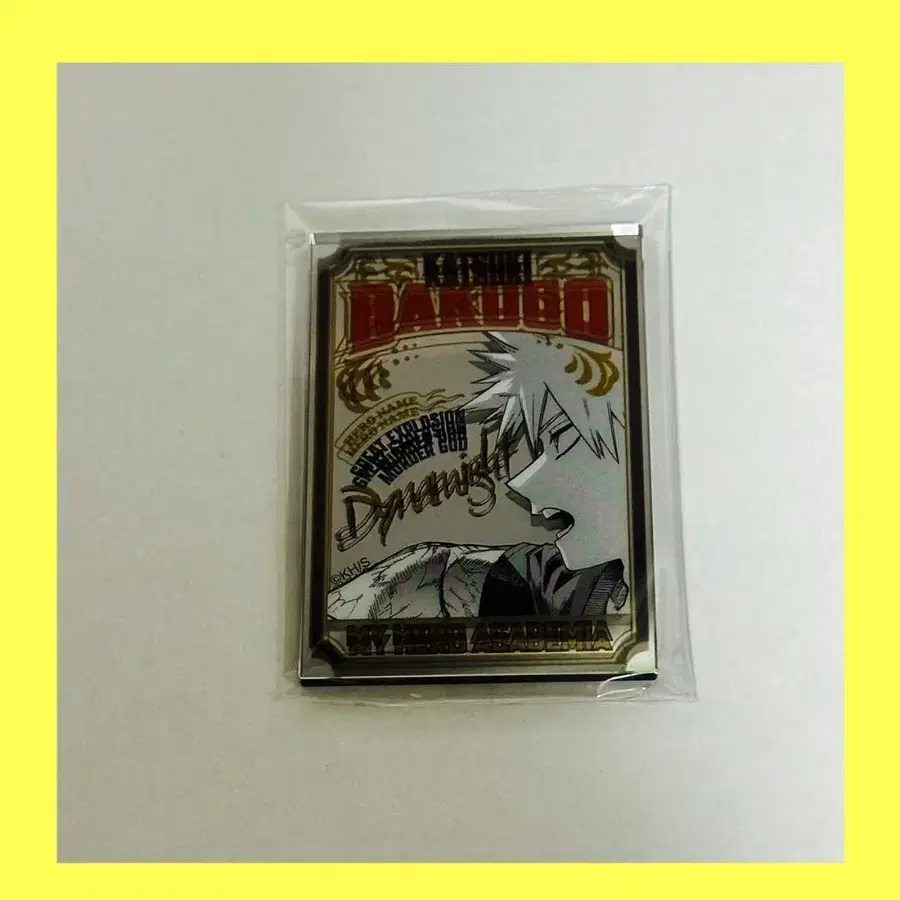 KATSUKI
BAKUGO
HERO NAME
GREAT EXPLOSION
MURDER GOD
Dynamight
©KH/S
MY HERO ACADEMIA